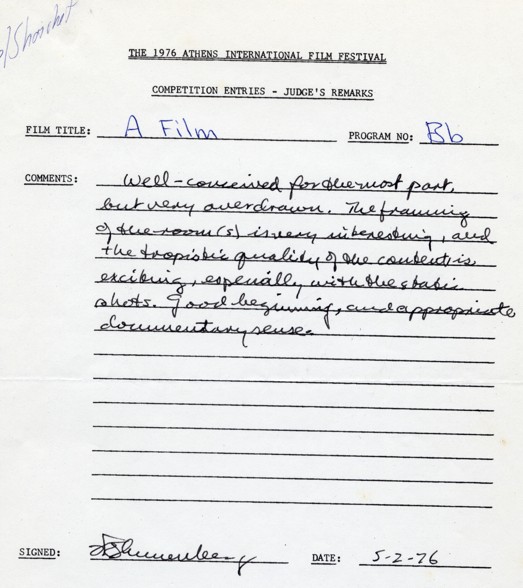 THE 1976 ATHENS INTERNATIONAL FILM FESTIVAL
COMPETITION ENTRIES - JUDGE'S REMARKS
FILM TITLE: A Film PROGRAM NO: Bb
COMMENTS: Well-conceived for the most part,
but very overdrawn. The framing
of the room(s) is very interesting, and
the tropistic quality of the content is
exciting, especially with the static
shots. Good beginning, and appropriate
documentary sense.
SIGNED: DATE: 5-2-76